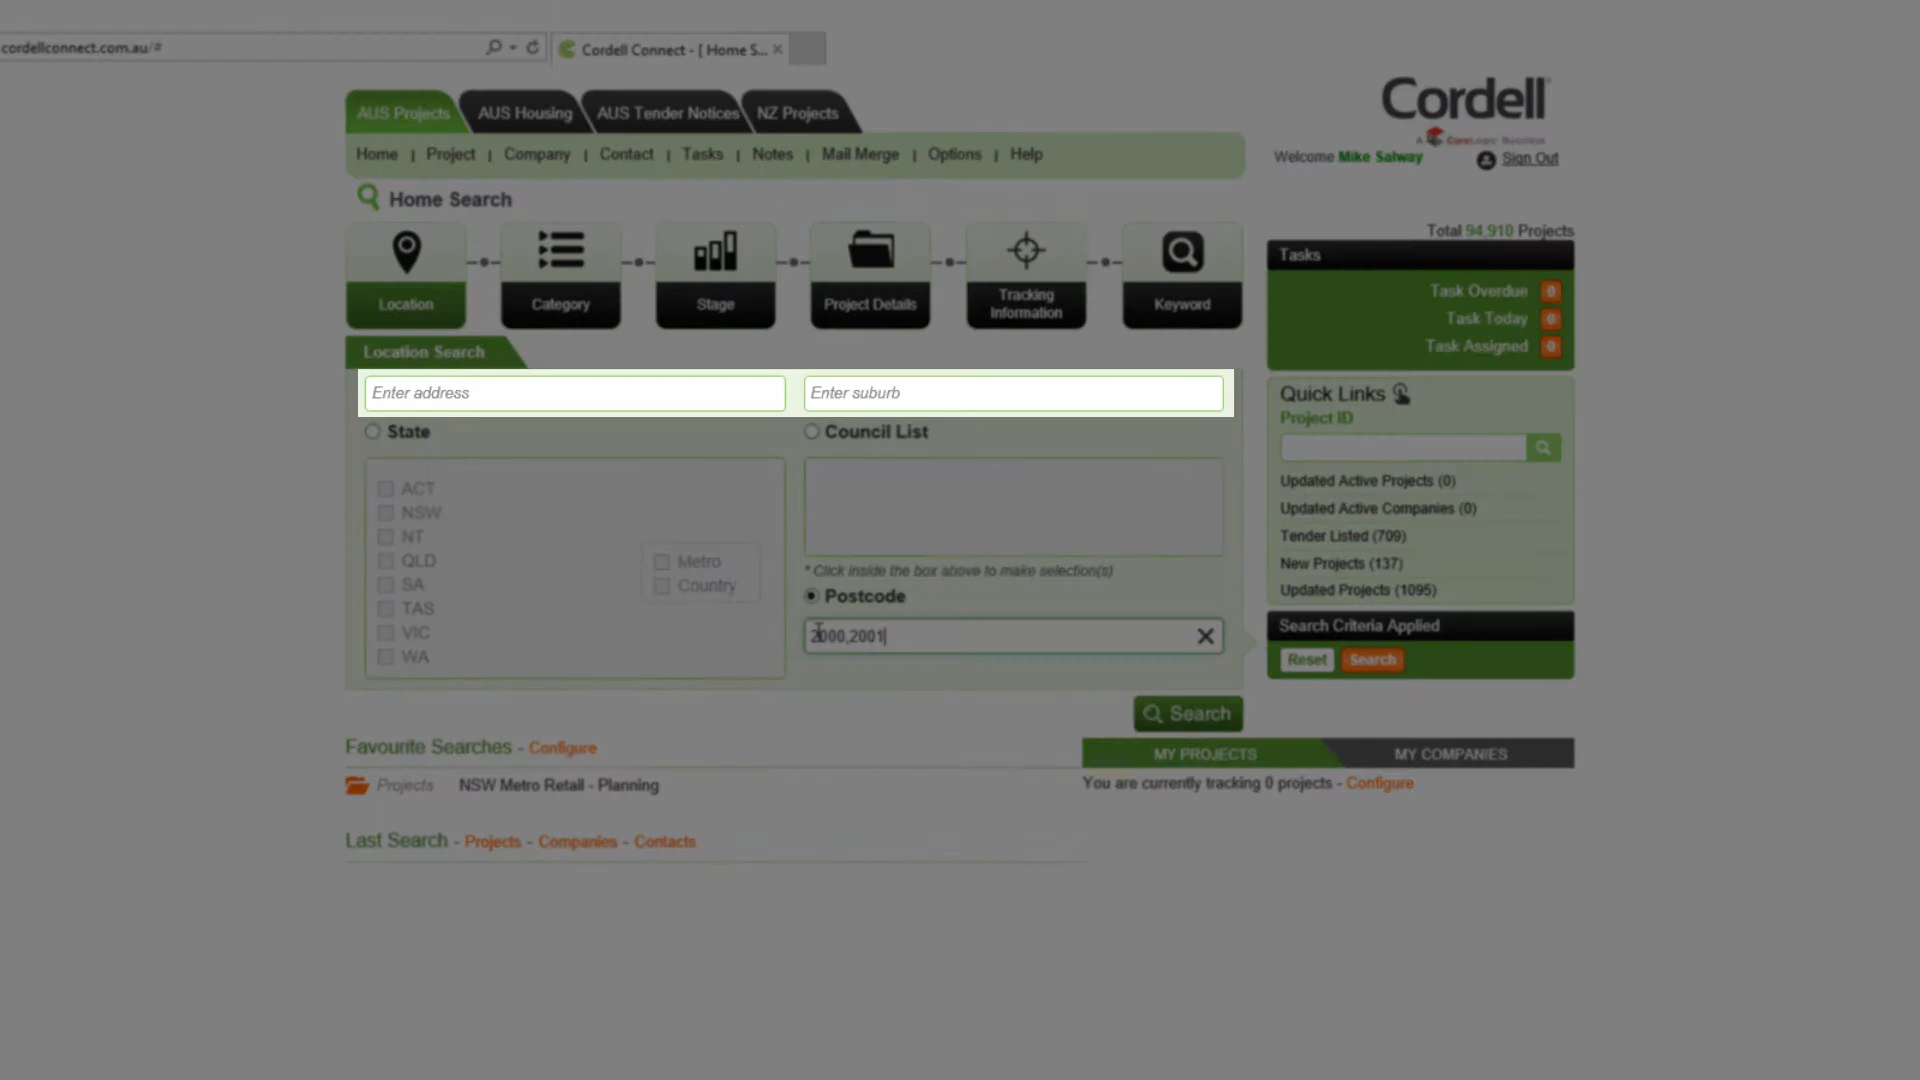 cordellconnect.com.au/#
Cordell Connect - [ Home S...
AUS Projects
AUS Housing
AUS Tender Notices
NZ Projects
Cordell
A CoreLogic Business
Home | Project | Company | Contact | Tasks | Notes | Mail Merge | Options | Help
Welcome Mike Salway
Sign Out
Home Search
Total 94,910 Projects
Location
Category
Stage
Project Details
Tracking
Information
Keyword
Tasks
Task Overdue 0
Task Today 0
Task Assigned 0
Location Search
Enter address
Enter suburb
State
Council List
ACT
NSW
NT
QLD
SA
TAS
VIC
WA
Metro
Country
* Click inside the box above to make selection(s)
Postcode
2000,2001
Quick Links
Project ID
Updated Active Projects (0)
Updated Active Companies (0)
Tender Listed (709)
New Projects (137)
Updated Projects (1095)
Search Criteria Applied
Reset
Search
Search
Favourite Searches - Configure
Projects NSW Metro Retail - Planning
MY PROJECTS
MY COMPANIES
You are currently tracking 0 projects - Configure
Last Search - Projects - Companies - Contacts